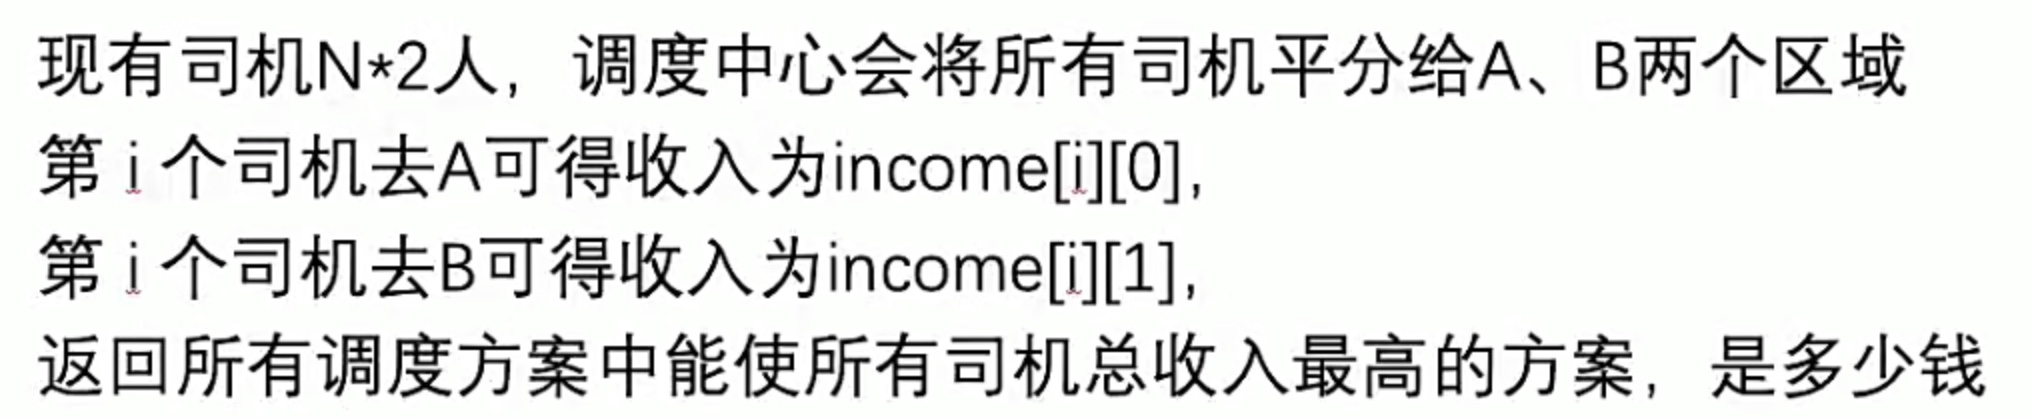 现有司机N*2人，调度中心会将所有司机平分给A、B两个区域
第 i 个司机去A可得收入为income[i][0],
第 i 个司机去B可得收入为income[i][1],
返回所有调度方案中能使所有司机总收入最高的方案，是多少钱